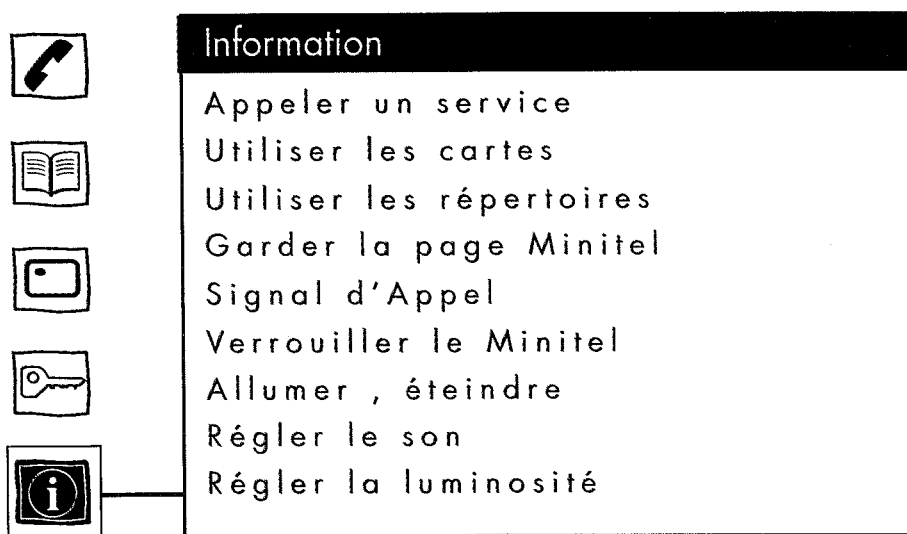 Information
Appeler un service
Utiliser les cartes
Utiliser les répertoires
Garder la page Minitel
Signal d'Appel
Verrouiller le Minitel
Allumer , éteindre
Régler le son
Régler la luminosité